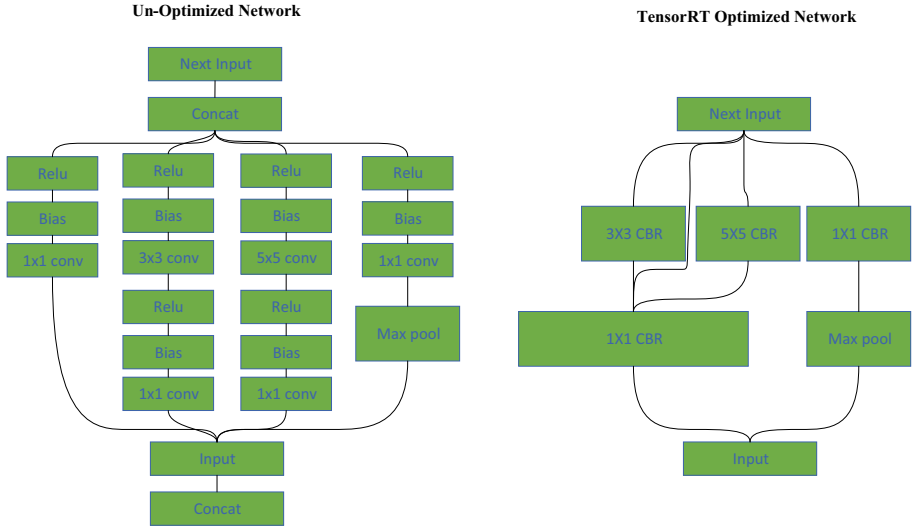 Un-Optimized Network
Next Input
Concat
Relu
Relu
Relu
Relu
Bias
Bias
Bias
Bias
1x1 conv
3x3 conv
5x5 conv
1x1 conv
Relu
Relu
Max pool
Bias
Bias
1x1 conv
1x1 conv
Input
Concat
TensorRT Optimized Network
Next Input
3X3 CBR
5X5 CBR
1X1 CBR
1X1 CBR
Max pool
Input